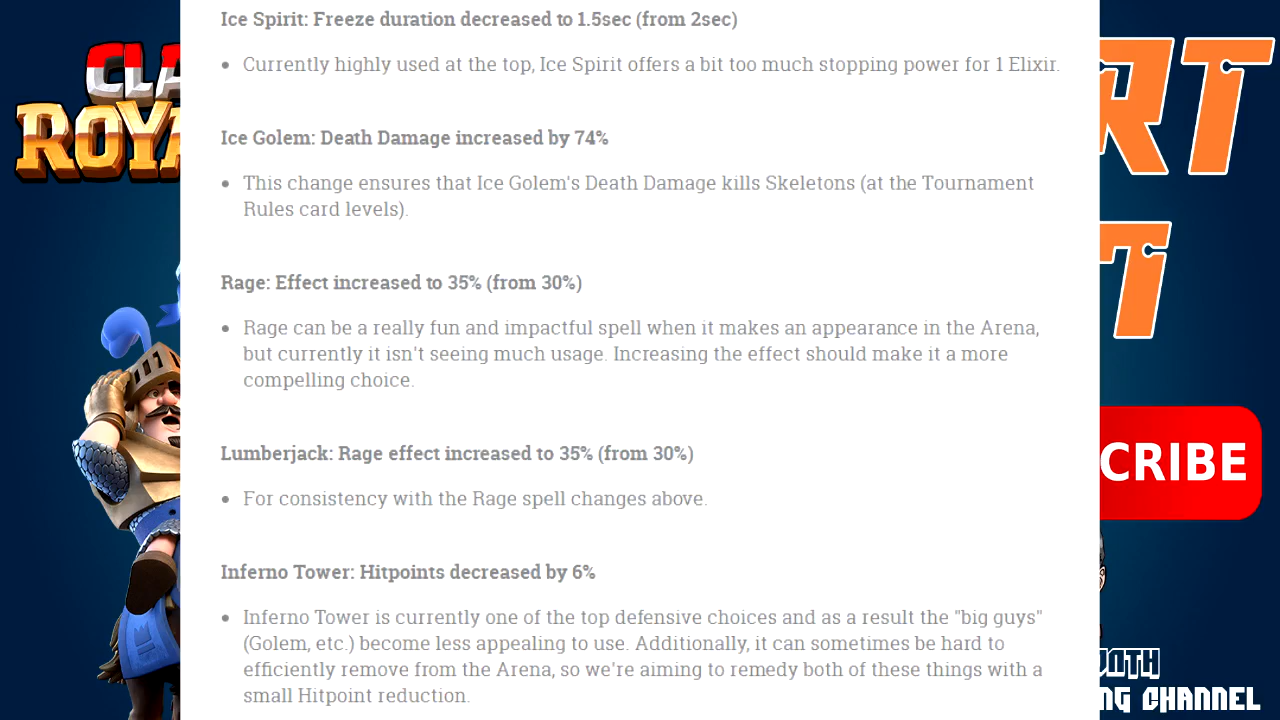 Ice Spirit: Freeze duration decreased to 1.5sec (from 2sec)
• Currently highly used at the top, Ice Spirit offers a bit too much stopping power for 1 Elixir.
Ice Golem: Death Damage increased by 74%
• This change ensures that Ice Golem's Death Damage kills Skeletons (at the Tournament
Rules card levels).
Rage: Effect increased to 35% (from 30%)
• Rage can be a really fun and impactful spell when it makes an appearance in the Arena,
but currently it isn't seeing much usage. Increasing the effect should make it a more
compelling choice.
Lumberjack: Rage effect increased to 35% (from 30%)
• For consistency with the Rage spell changes above.
Inferno Tower: Hitpoints decreased by 6%
• Inferno Tower is currently one of the top defensive choices and as a result the "big guys"
(Golem, etc.) become less appealing to use. Additionally, it can sometimes be hard to
efficiently remove from the Arena, so we're aiming to remedy both of these things with a
small Hitpoint reduction.
CLA
ROYA
RT
T
CRIBE
NG CHANNEL